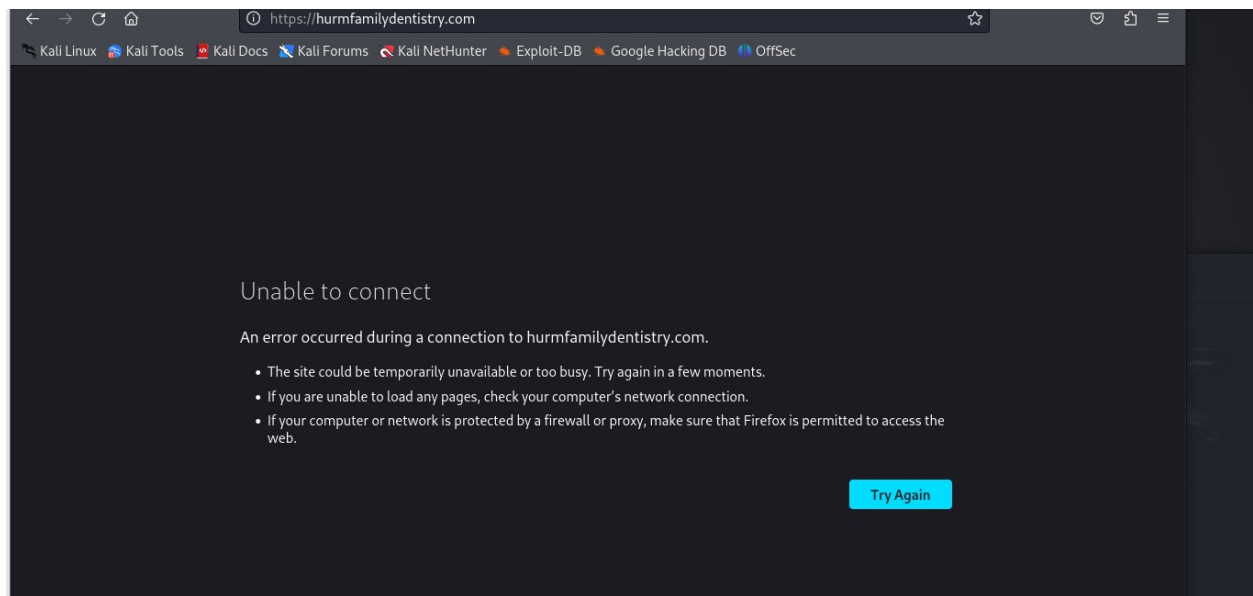 https://hurmfamilydentistry.com
Kali Linux Kali Tools Kali Docs Kali Forums Kali NetHunter Exploit-DB Google Hacking DB OffSec
Unable to connect
An error occurred during a connection to hurmfamilydentistry.com.
• The site could be temporarily unavailable or too busy. Try again in a few moments.
• If you are unable to load any pages, check your computer's network connection.
• If your computer or network is protected by a firewall or proxy, make sure that Firefox is permitted to access the
web.
Try Again